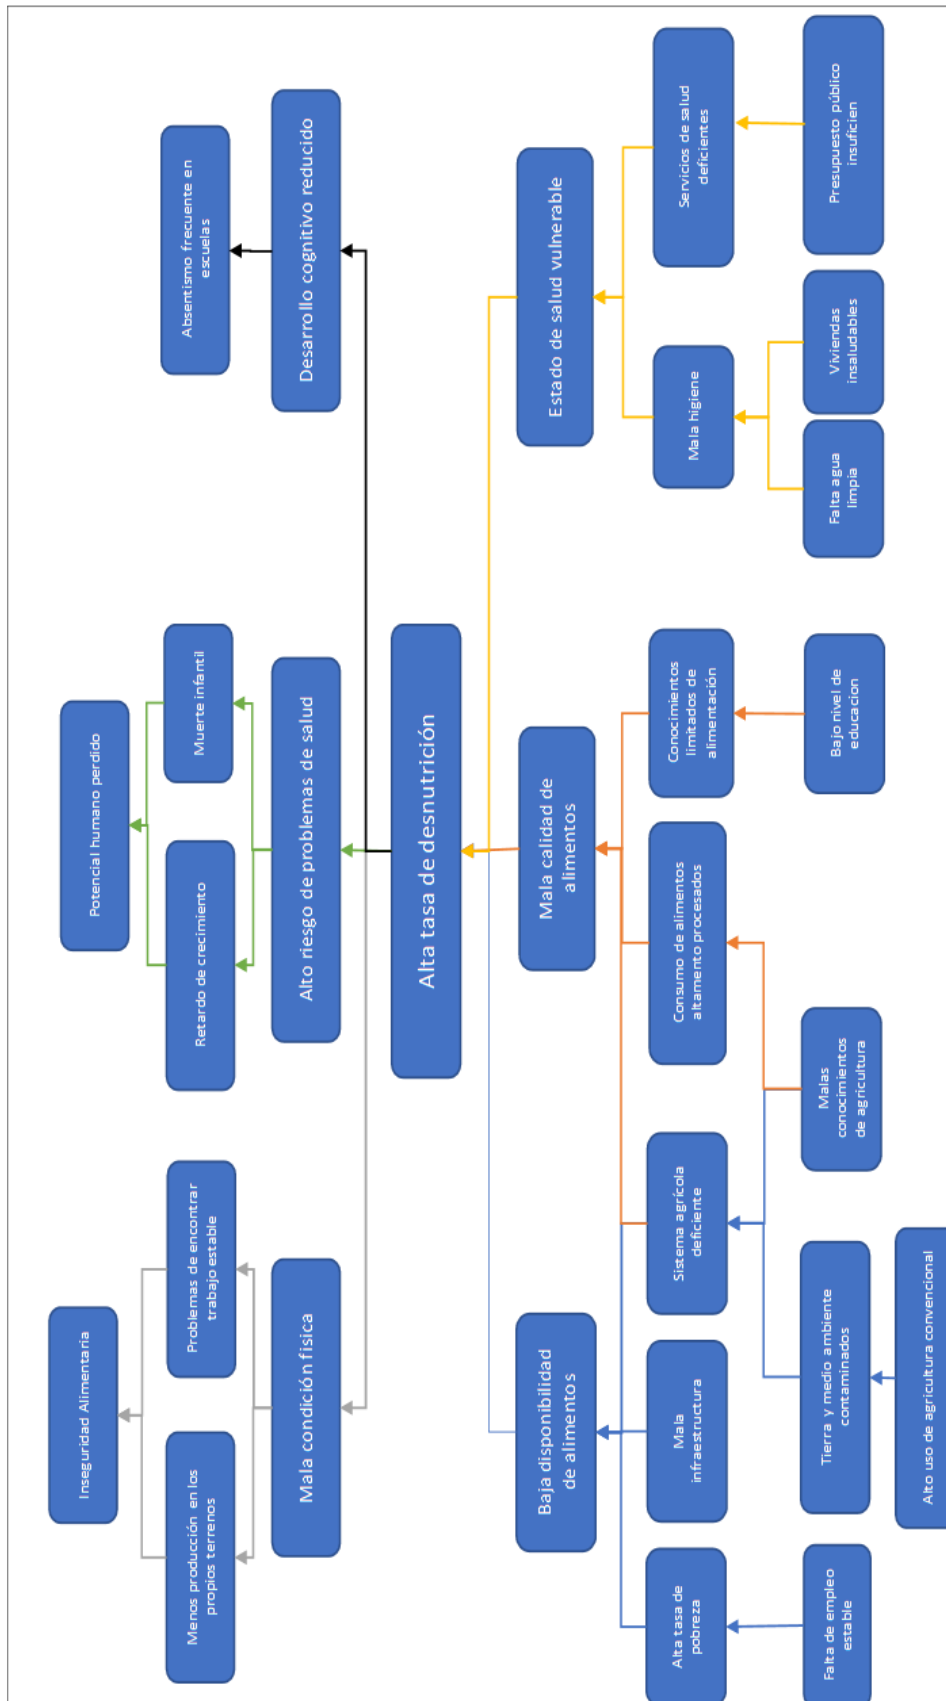 Inseguridad Alimentaria
Potencial humano perdido
Menos producción en los
propios terrenos
Problemas de encontrar
trabajo estable
Retardo de crecimiento
Muerte infantil
Absentismo frecuente en
escuelas
Mala condición fisica
Alto riesgo de problemas de salud
Desarrollo cognitivo reducido
Alta tasa de desnutrición
Baja disponibilidad
de alimentos
Mala calidad de
alimentos
Estado de salud vulnerable
Alta tasa de
pobreza
Mala
infraestructura
Sistema agrícola
deficiente
Consumo de alimentos
altamente procesados
Conocimientos
limitados de
alimentación
Mala higiene
Servicios de salud
deficientes
Falta de empleo
estable
Tierra y medio ambiente
contaminados
Malas
conocimientos
de agricultura
Bajo nivel de
educacion
Falta agua
limpia
Viviendas
insaludables
Presupuesto público
insuficien
Alto uso de agricultura convencional